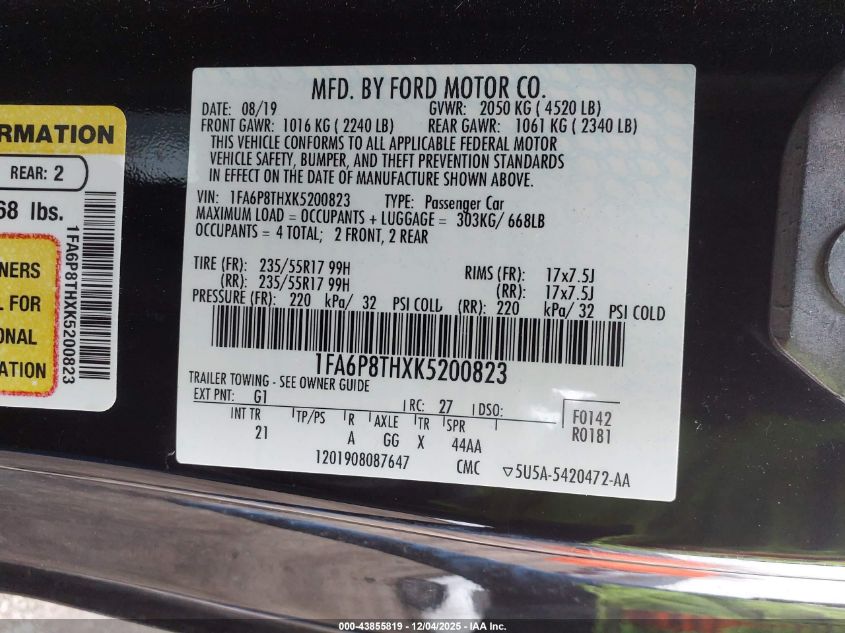 MFD. BY FORD MOTOR CO.
DATE: 08/19 GVWR: 2050 KG ( 4520 LB)
FRONT GAWR: 1016 KG ( 2240 LB) REAR GAWR: 1061 KG ( 2340 LB)
THIS VEHICLE CONFORMS TO ALL APPLICABLE FEDERAL MOTOR
VEHICLE SAFETY, BUMPER, AND THEFT PREVENTION STANDARDS
IN EFFECT ON THE DATE OF MANUFACTURE SHOWN ABOVE.
VIN: 1FA6P8THXK5200823 TYPE: Passenger Car
MAXIMUM LOAD = OCCUPANTS + LUGGAGE = 303KG/ 668LB
OCCUPANTS = 4 TOTAL; 2 FRONT, 2 REAR
TIRE (FR): 235/55R17 99H RIMS (FR): 17x7.5J
(RR): 235/55R17 99H (RR): 17x7.5J
PRESSURE (FR): 220 kPa/ 32 PSI COLD (RR): 220 kPa/ 32 PSI COLD
1FA6P8THXK5200823
TRAILER TOWING - SEE OWNER GUIDE
EXT PNT: G1 RC: 27 DSO: F0142
INT TR TP/PS R AXLE TR SPR R0181
21 A GG X 44AA
1201908087647 CMC 5U5A-5420472-AA
ORMATION
REAR: 2
68 lbs.
NERS
L FOR
ONAL
ATION
1FA6P8THXK5200823
000-43855819 - 12/04/2025 - IAA Inc.